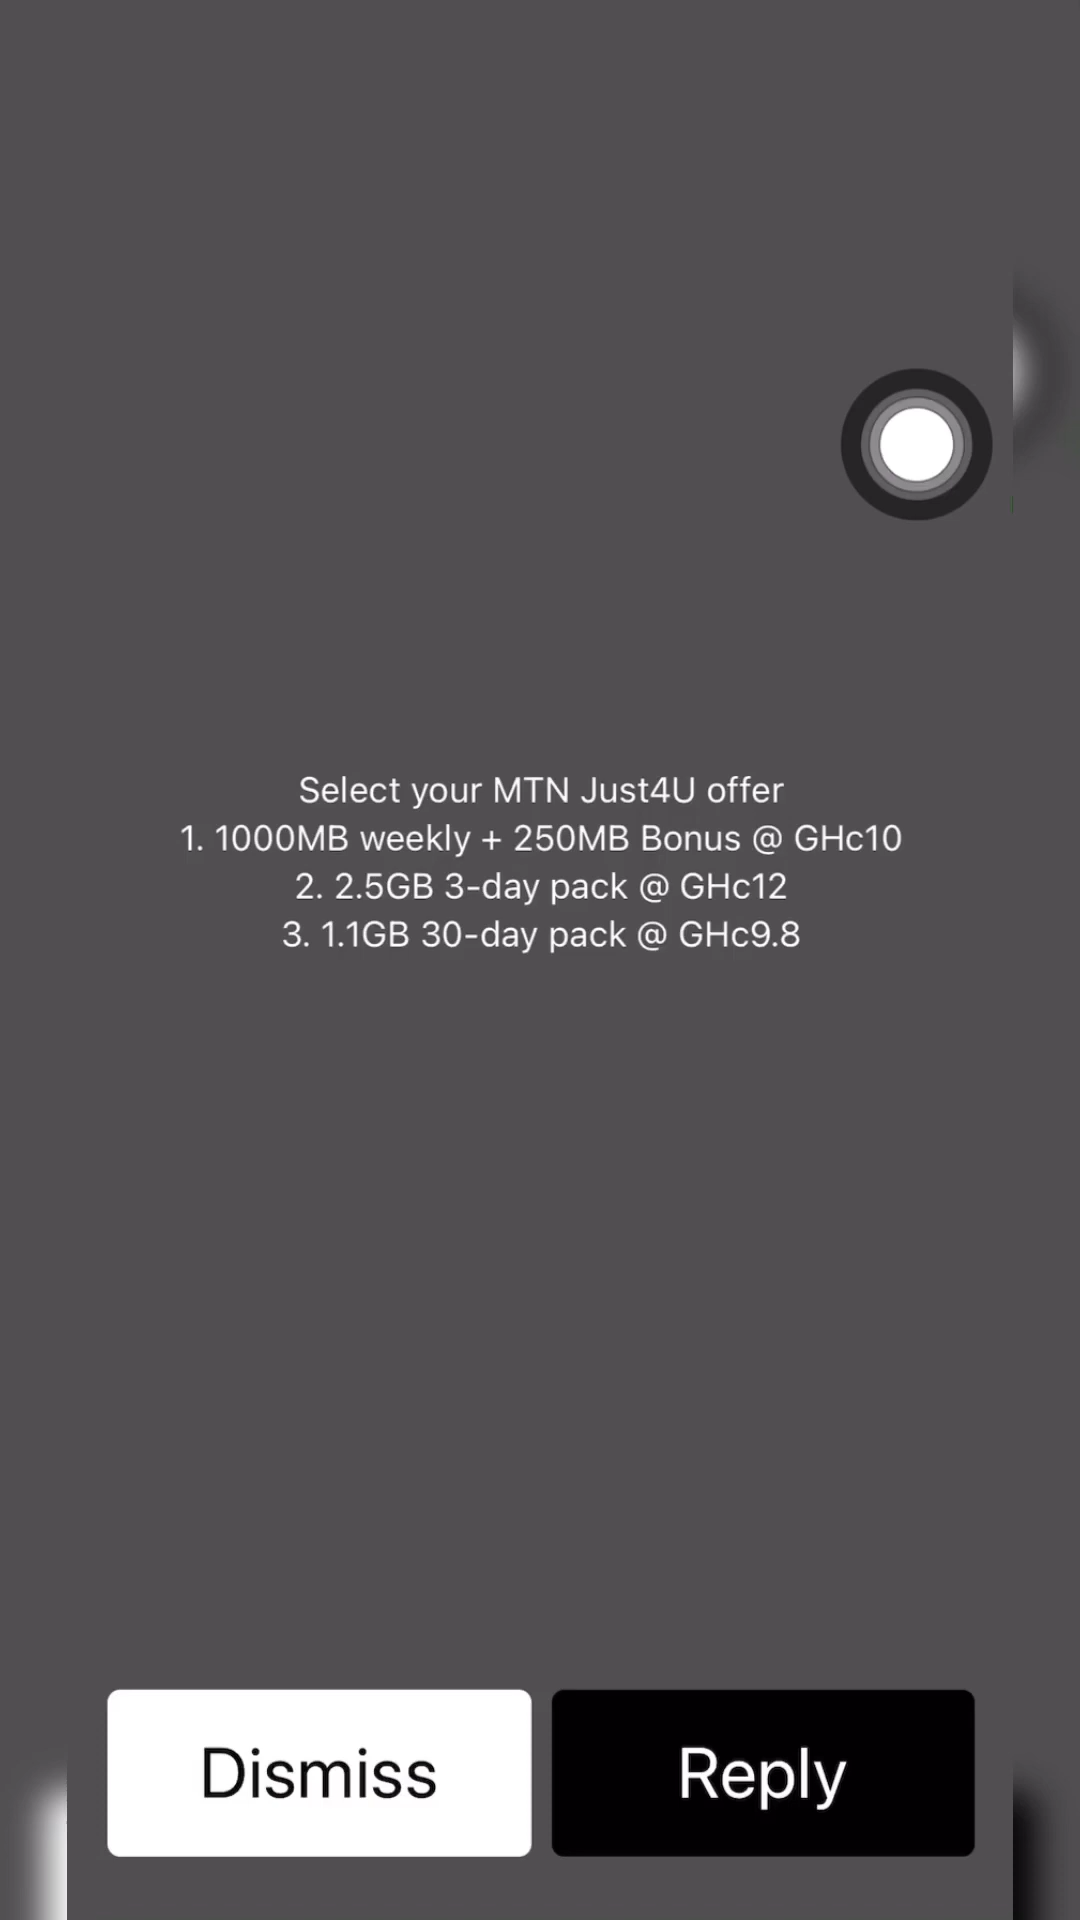 Select your MTN Just4U offer
1. 1000MB weekly + 250MB Bonus @ GHc10
2. 2.5GB 3-day pack @ GHc12
3. 1.1GB 30-day pack @ GHc9.8
Dismiss
Reply